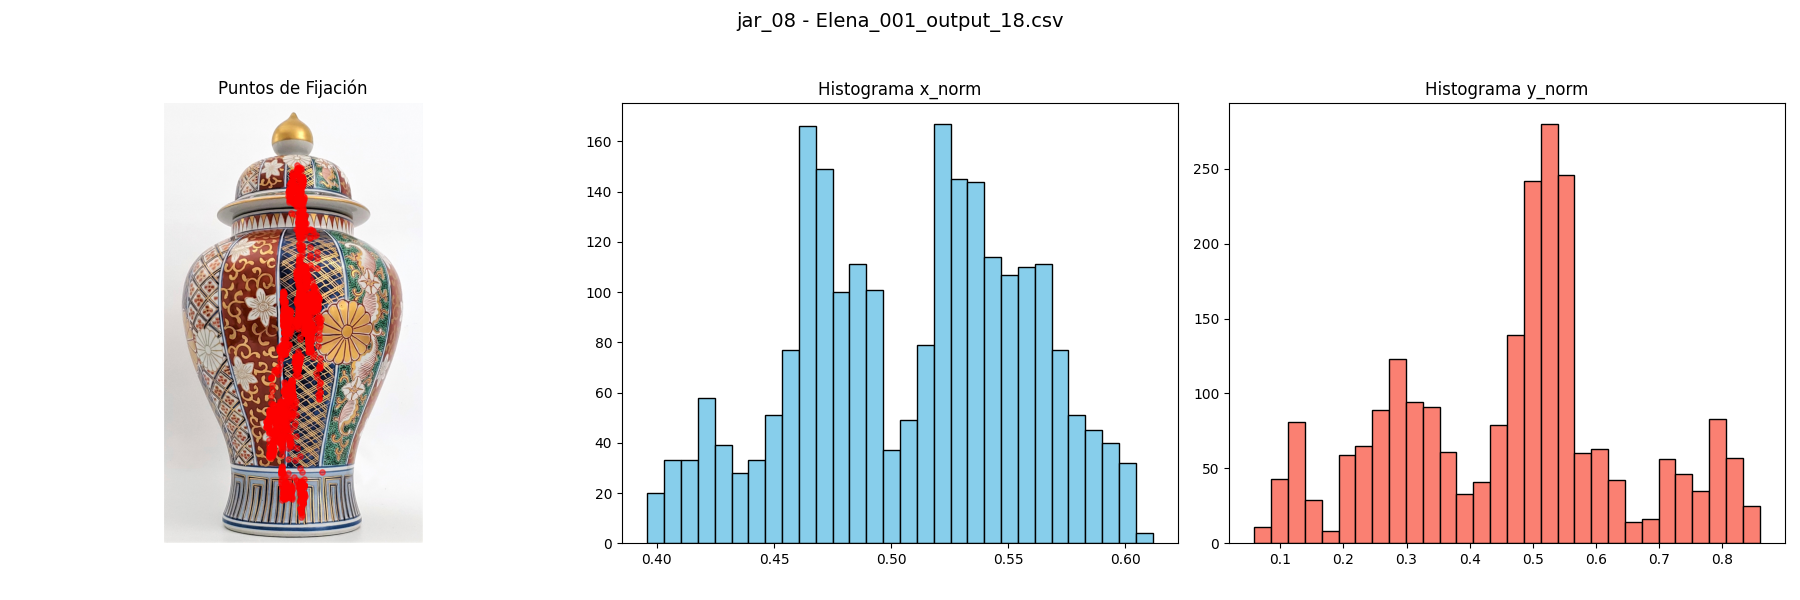 jar_08 - Elena_001_output_18.csv
Puntos de Fijación
Histograma x_norm
160
140
120
100
80
60
40
20
0
0.40 0.45 0.50 0.55 0.60
Histograma y_norm
250
200
150
100
50
0
0.1 0.2 0.3 0.4 0.5 0.6 0.7 0.8